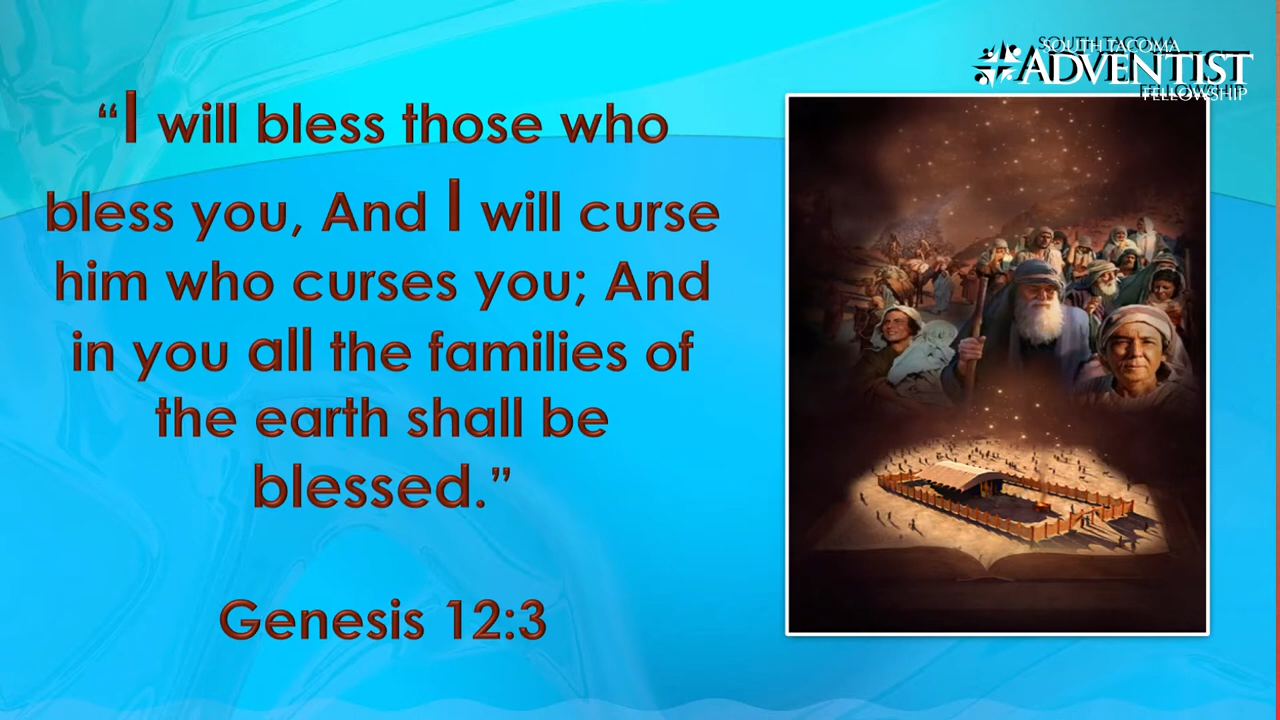 SOUTH TACOMA
ADVENTIST
FELLOWSHIP
“I will bless those who
bless you, And I will curse
him who curses you; And
in you all the families of
the earth shall be
blessed.”
Genesis 12:3